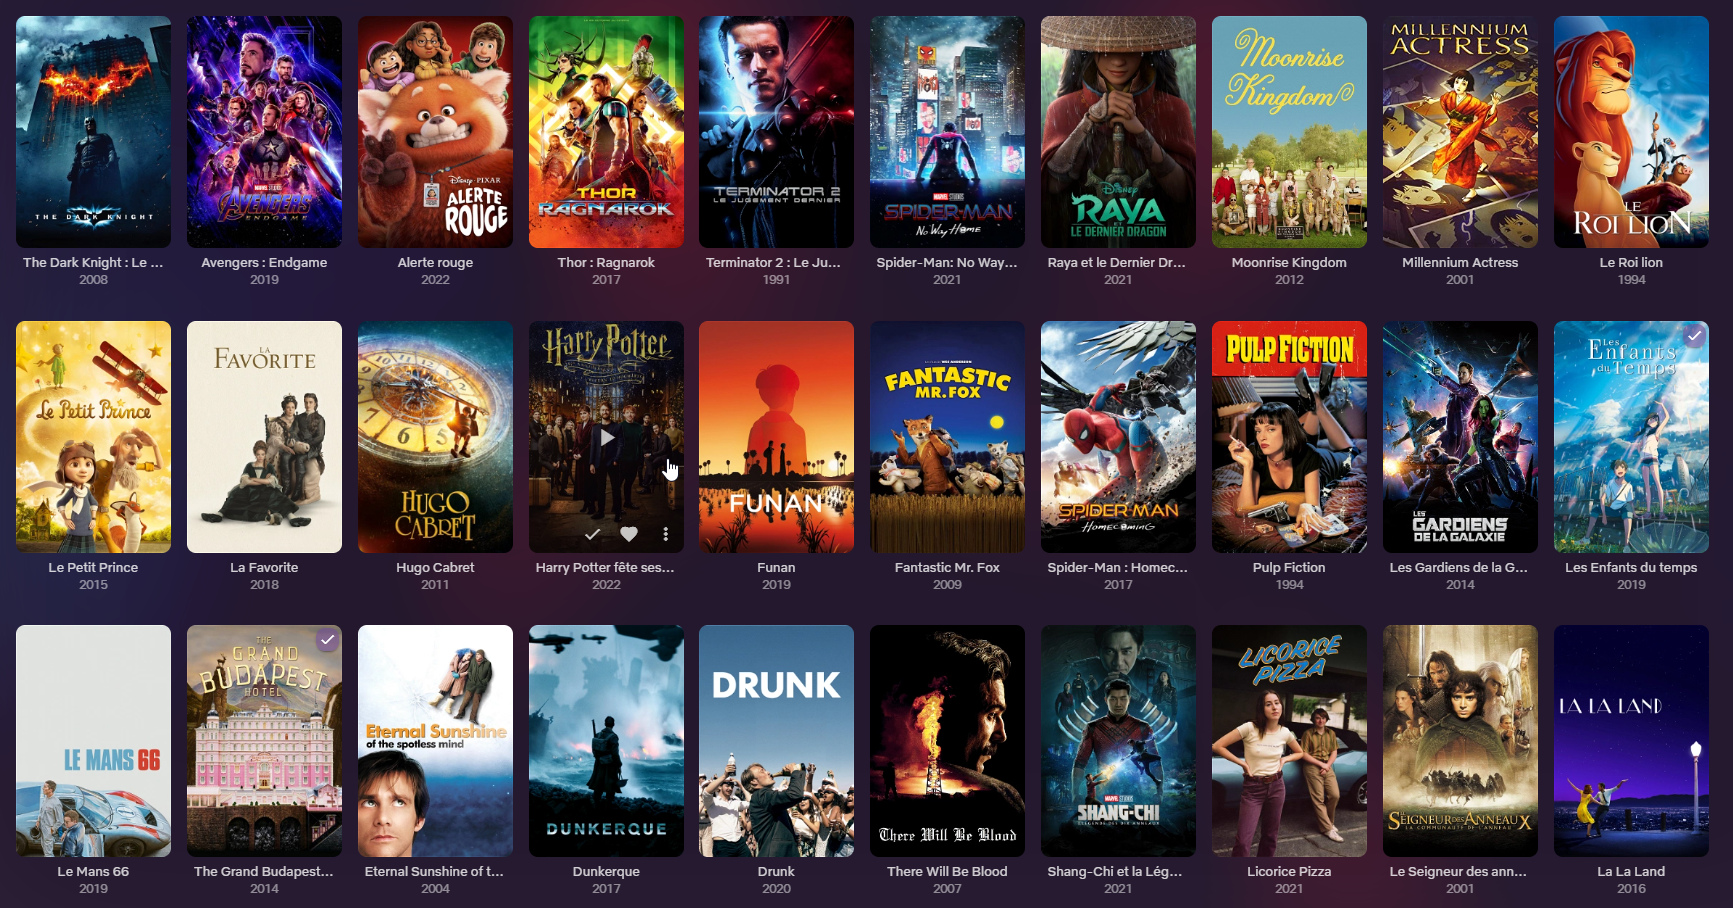 THE DARK KNIGHT
MARVEL STUDIOS
AVENGERS
ENDGAME
Disney · PIXAR
ALERTE
ROUGE
THOR
RAGNAROK
TERMINATOR 2
LE JUGEMENT DERNIER
MARVEL STUDIOS
SPIDER-MAN
No Way Home
Disney
RAYA
LE DERNIER DRAGON
Moonrise
Kingdom
MILLENNIUM
ACTRESS
LE
ROI LION
The Dark Knight : Le ...
2008
Avengers : Endgame
2019
Alerte rouge
2022
Thor : Ragnarok
2017
Terminator 2 : Le Ju...
1991
Spider-Man: No Way...
2021
Raya et le Dernier Dr...
2021
Moonrise Kingdom
2012
Millennium Actress
2001
Le Roi lion
1994
Le Petit Prince
LA
FAVORITE
HUGO
CABRET
Harry Potter
FUNAN
WES ANDERSON
FANTASTIC
MR. FOX
SPIDER-MAN
HOMECOMING
PULP FICTION
LES
GARDIENS
DE LA GALAXIE
Les
Enfants
du Temps
Le Petit Prince
2015
La Favorite
2018
Hugo Cabret
2011
Harry Potter fête ses...
2022
Funan
2019
Fantastic Mr. Fox
2009
Spider-Man : Homec...
2017
Pulp Fiction
1994
Les Gardiens de la G...
2014
Les Enfants du temps
2019
LE MANS 66
THE
GRAND
BUDAPEST
HOTEL
Eternal Sunshine
of the spotless mind
DUNKERQUE
DRUNK
There Will Be Blood
MARVEL STUDIOS
SHANG-CHI
LICORICE
PIZZA
LE SEIGNEUR DES ANNEAUX
LA COMMUNAUTÉ DE L'ANNEAU
LA LA LAND
Le Mans 66
2019
The Grand Budapest...
2014
Eternal Sunshine of t...
2004
Dunkerque
2017
Drunk
2020
There Will Be Blood
2007
Shang-Chi et la Lég...
2021
Licorice Pizza
2021
Le Seigneur des ann...
2001
La La Land
2016